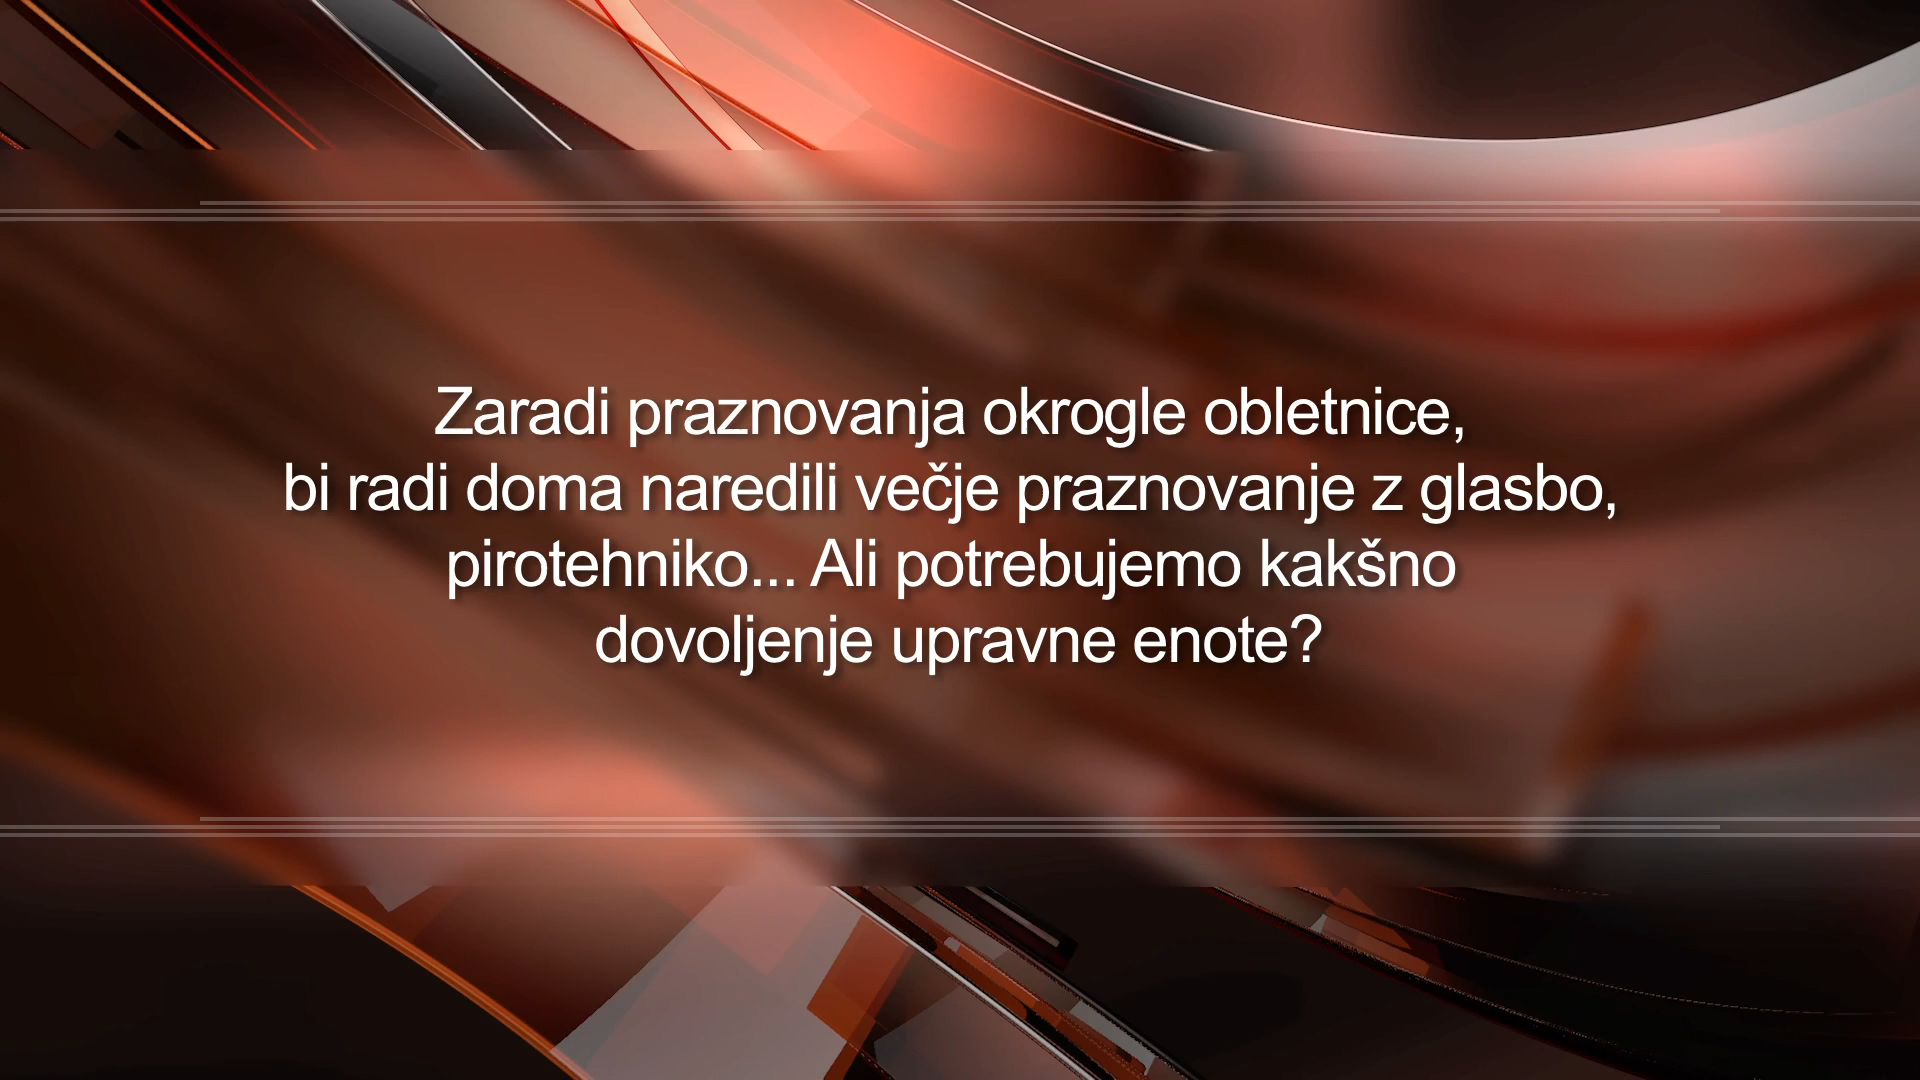 Zaradi praznovanja okrogle obletnice,
bi radi doma naredili večje praznovanje z glasbo,
pirotehniko... Ali potrebujemo kakšno
dovoljenje upravne enote?